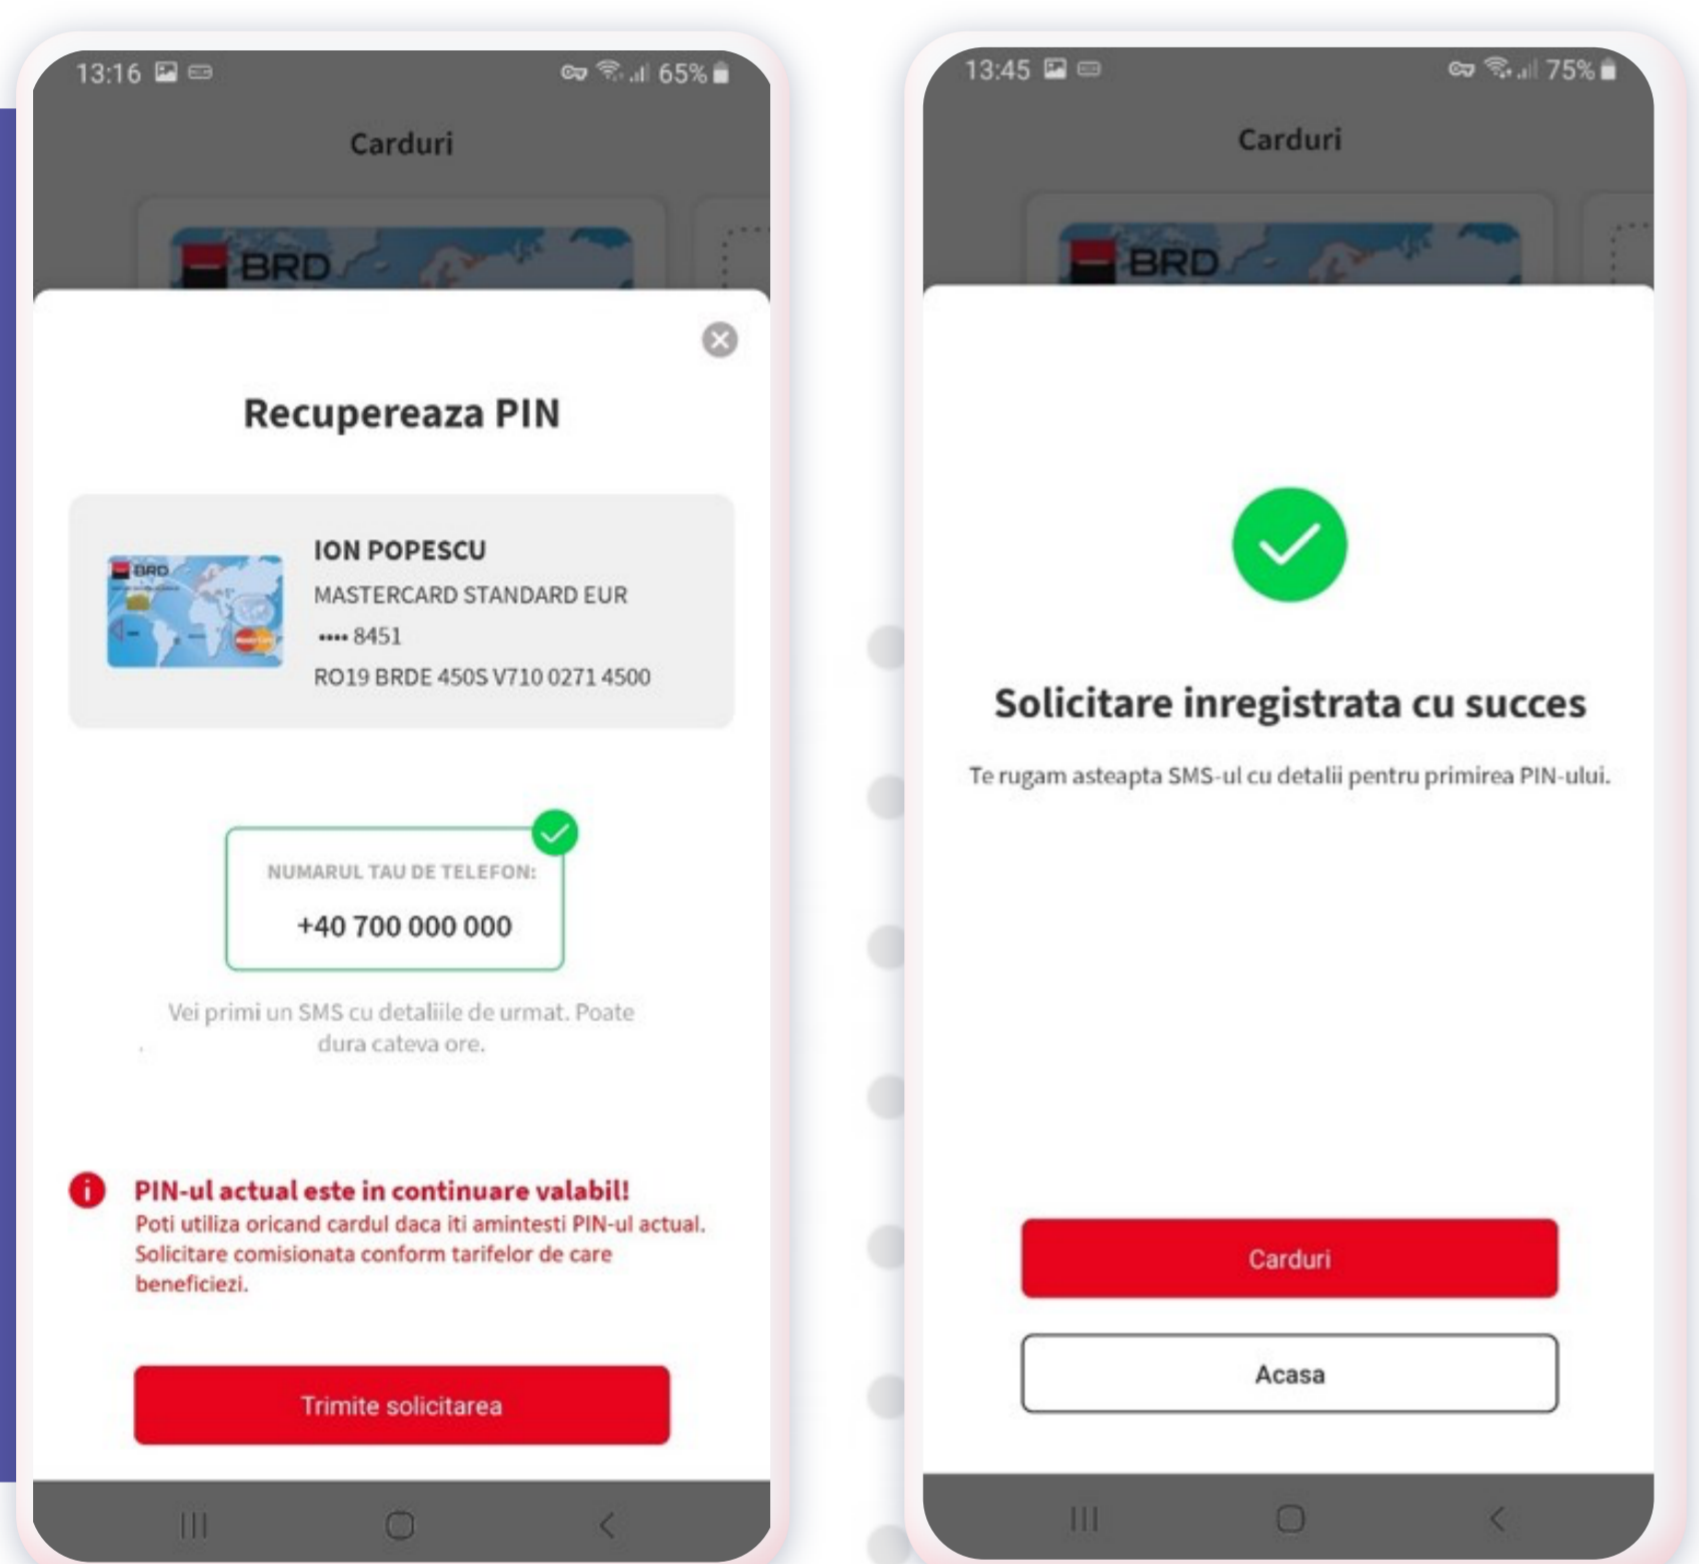 13:16
65%
Carduri
BRD
Recupereaza PIN
BRD
ION POPESCU
MASTERCARD STANDARD EUR
•••• 8451
RO19 BRDE 450S V710 0271 4500
NUMARUL TAU DE TELEFON:
+40 700 000 000
Vei primi un SMS cu detaliile de urmat. Poate
dura cateva ore.
PIN-ul actual este in continuare valabil!
Poti utiliza oricand cardul daca iti amintesti PIN-ul actual.
Solicitare comisionata conform tarifelor de care
beneficiezi.
Trimite solicitarea
13:45
75%
Carduri
BRD
Solicitare inregistrata cu succes
Te rugam asteapta SMS-ul cu detalii pentru primirea PIN-ului.
Carduri
Acasa